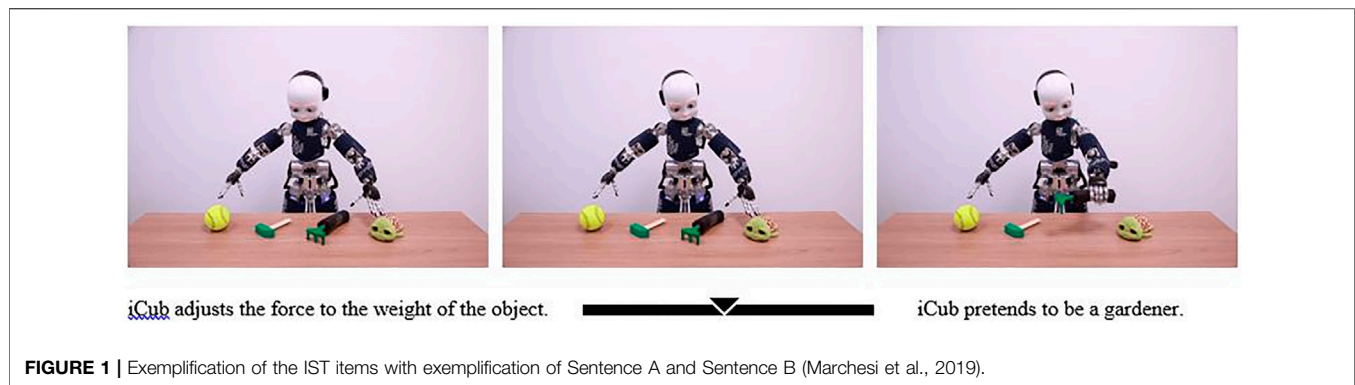 iCub adjusts the force to the weight of the object.
iCub pretends to be a gardener.
FIGURE 1 | Exemplification of the IST items with exemplification of Sentence A and Sentence B (Marchesi et al., 2019).